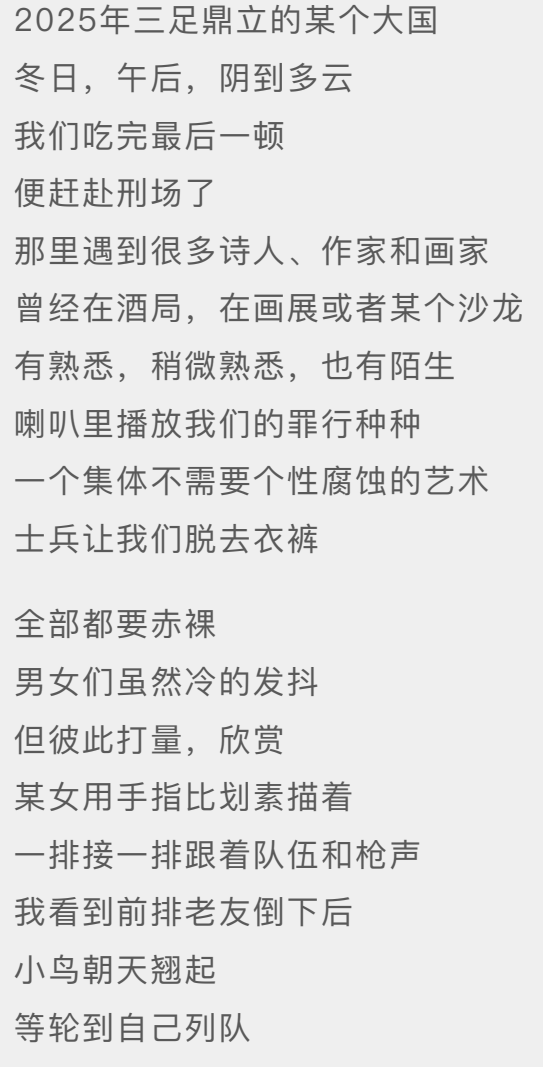 2025年三足鼎立的某个大国
冬日，午后，阴到多云
我们吃完最后一顿
便赶赴刑场了
那里遇到很多诗人、作家和画家
曾经在酒局，在画展或者某个沙龙
有熟悉，稍微熟悉，也有陌生
喇叭里播放我们的罪行种种
一个集体不需要个性腐蚀的艺术
士兵让我们脱去衣裤
全部都要赤裸
男女们虽然冷的发抖
但彼此打量，欣赏
某女用手指比划素描着
一排接一排跟着队伍和枪声
我看到前排老友倒下后
小鸟朝天翘起
等轮到自己列队